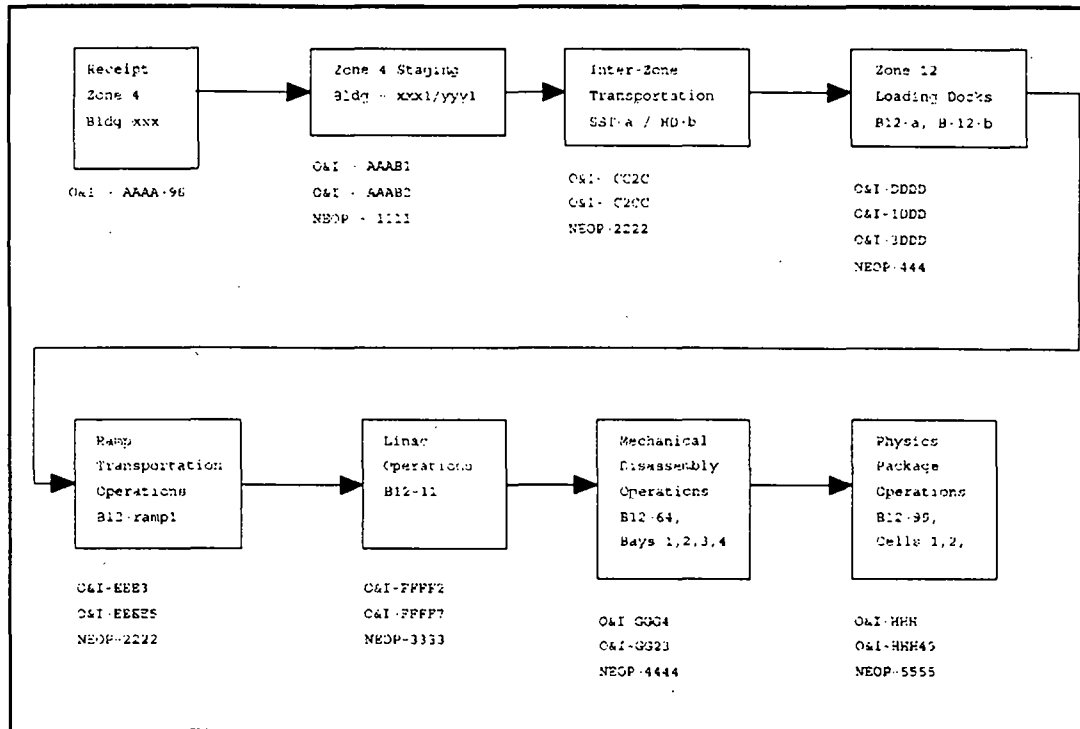 Receipt
Zone 4
Bldg xxx
O&I - AAAA-96
Zone 4 Staging
Bldg - xxx1/yyy1
O&I - AAAB1
O&I - AAAB2
NEOP - 1111
Inter-Zone
Transportation
SST-a / HD-b
O&I- CC2C
O&I- C2CC
NEOP-2222
Zone 12
Loading Docks
B12-a, B-12-b
O&I-DDDD
O&I-1DDD
O&I-3DDD
NEOP-444
Ramp
Transportation
Operations
B12-ramp1
O&I-EEE3
O&I-EEEES
NEOP-2222
Linac
Operations
B12-11
O&I-FFFF2
O&I-FFFF7
NEOP-3333
Mechanical
Disassembly
Operations
B12-64,
Bays 1,2,3,4
O&I-GGG4
O&I-GG23
NEOP-4444
Physics
Package
Operations
Cells 1,2,
O&I-HHH
O&I-HHH45
NEOP-5555